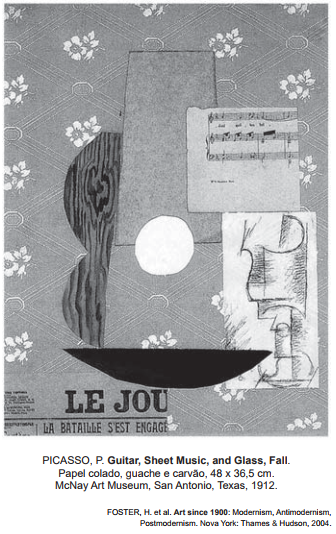 LE JOU
LA BATAILLE S'EST ENGAGÉ
PICASSO, P. Guitar, Sheet Music, and Glass, Fall.
Papel colado, guache e carvão, 48 x 36,5 cm.
McNay Art Museum, San Antonio, Texas, 1912.
FOSTER, H. et al. Art since 1900: Modernism, Antimodernism,
Postmodernism. Nova York: Thames & Hudson, 2004.